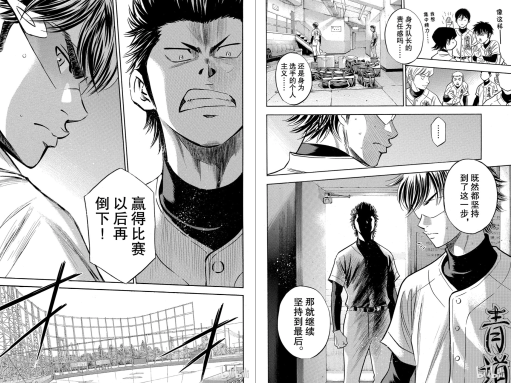 像这样
身为队长的
责任感吗……
还是身为
选手的个人
主义……
……
既然都坚持
到了这一步，
那就继续
坚持到最后。
青道
赢得比赛
以后再
倒下！